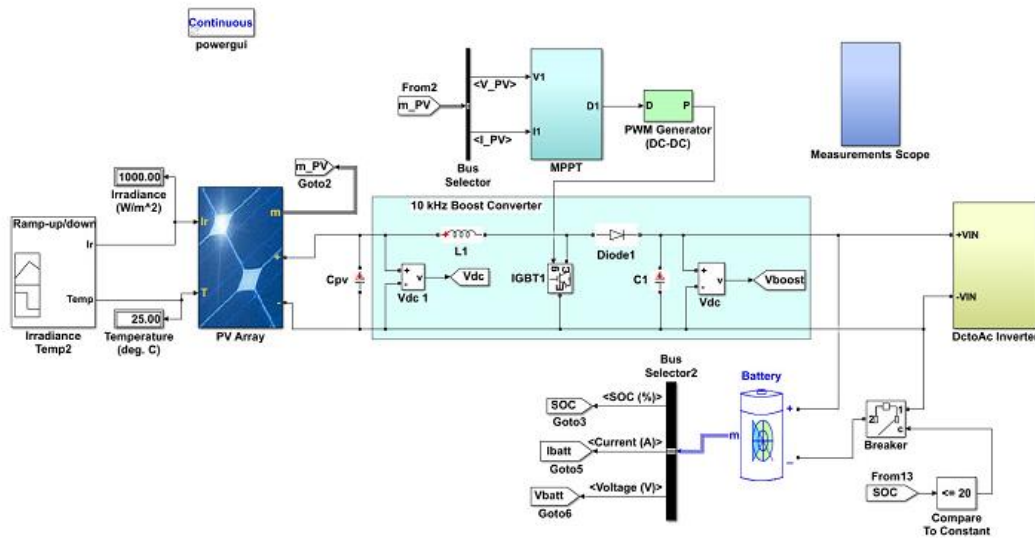 Continuous
powergui
From2
m_PV
<V_PV>
<I_PV>
Bus
Selector
V1
I1
D1
MPPT
D
P
PWM Generator
(DC-DC)
Measurements Scope
m_PV
Goto2
1000.00
Irradiance
(W/m^2)
Ramp-up/down
Ir
Temp
Irradiance
Temp2
25.00
Temperature
(deg. C)
Ir
T
m
+
-
PV Array
10 kHz Boost Converter
L1
Cpv
+
-
v
Vdc 1
Vdc
IGBT1
Diode1
C1
+
-
v
Vdc
Vboost
+VIN
-VIN
DctoAc Inverter
Bus
Selector2
<SOC (%)>
SOC
Goto3
<Current (A)>
Ibatt
Goto5
<Voltage (V)>
Vbatt
Goto6
Battery
m
+
-
2
1
c
Breaker
From13
SOC
<= 20
Compare
To Constant